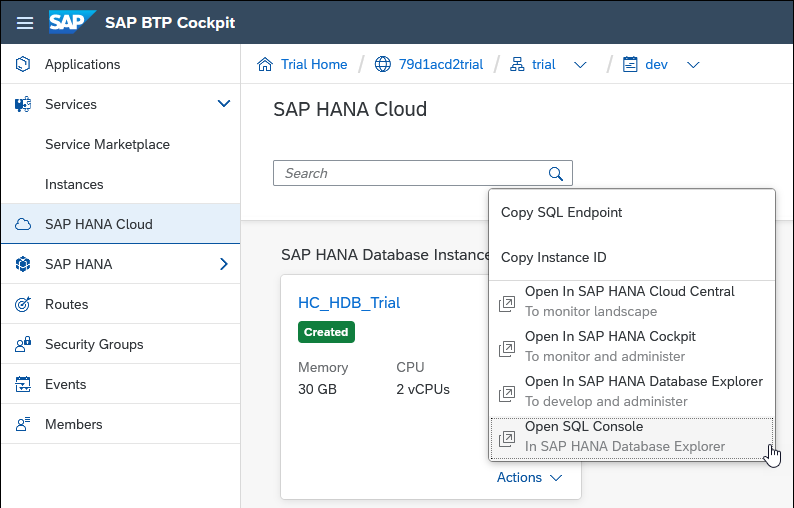 SAP SAP BTP Cockpit
Applications
Services
Service Marketplace
Instances
SAP HANA Cloud
SAP HANA
Routes
Security Groups
Events
Members
Trial Home / 79d1acd2trial / trial / dev
SAP HANA Cloud
Search
SAP HANA Database Instance
HC_HDB_Trial
Created
Memory CPU
30 GB 2 vCPUs
Actions
Copy SQL Endpoint
Copy Instance ID
Open In SAP HANA Cloud Central
To monitor landscape
Open In SAP HANA Cockpit
To monitor and administer
Open In SAP HANA Database Explorer
To develop and administer
Open SQL Console
In SAP HANA Database Explorer